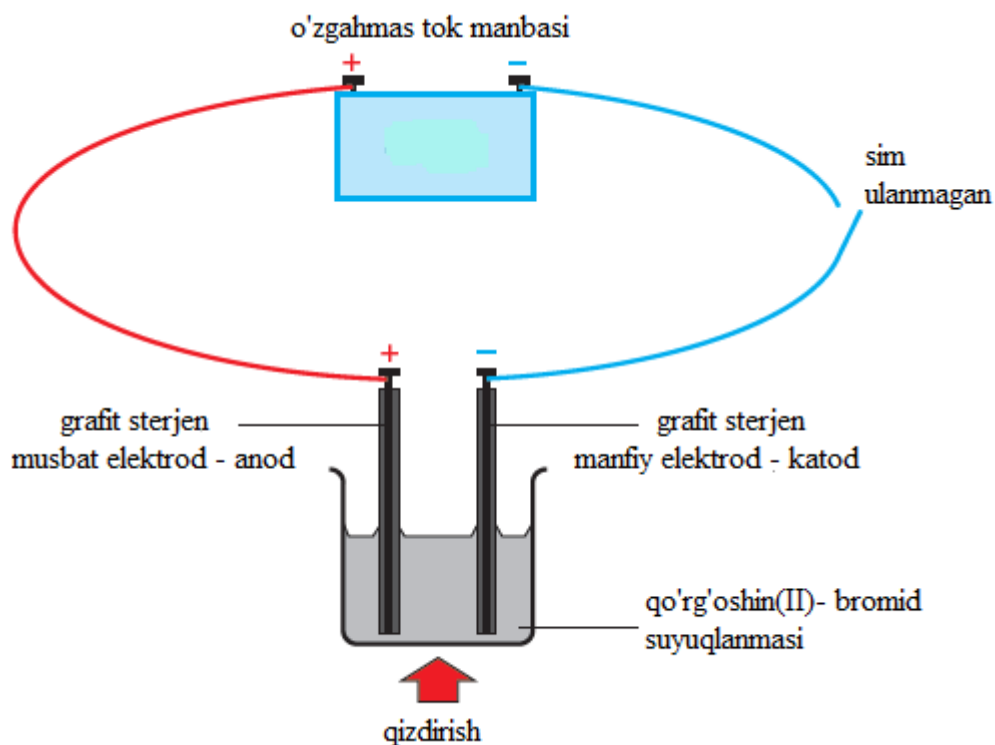 o'zgahmas tok manbasi
+
−
sim
ulanmagan
+
−
grafit sterjen
musbat elektrod - anod
grafit sterjen
manfiy elektrod - katod
qo'rg'oshin(II)- bromid
suyuqlanmasi
qizdirish